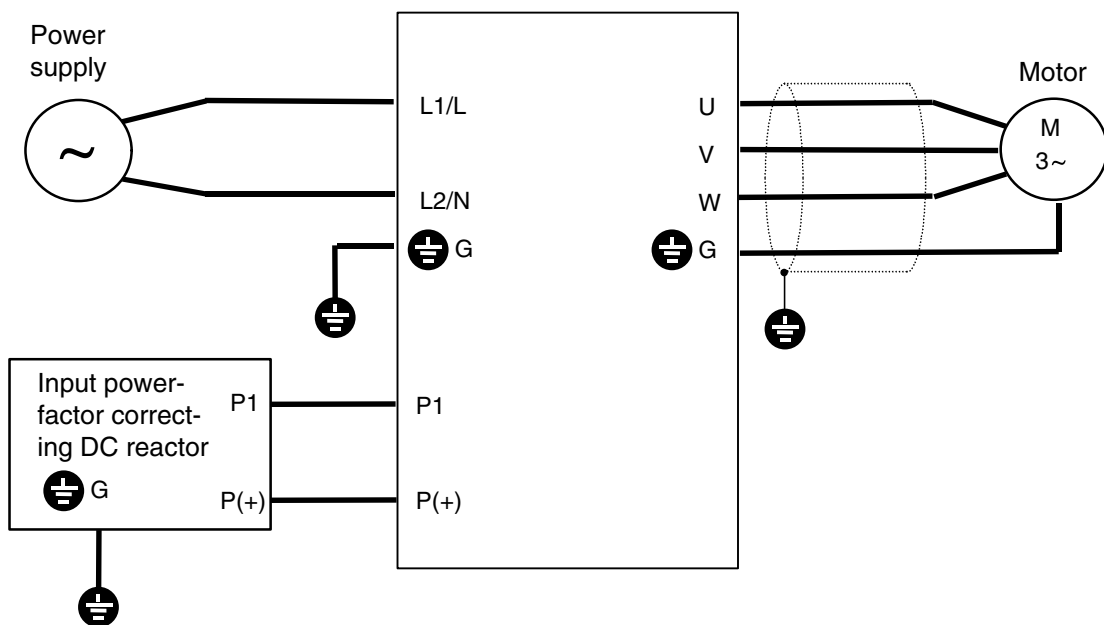 Power
supply
~
L1/L
L2/N
G
U
V
W
G
Motor
M
3~
Input power-
factor correct-
ing DC reactor
G
P1
P(+)
P1
P(+)